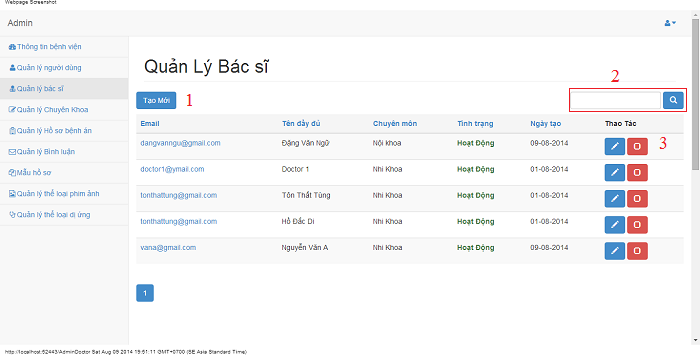 Webpage Screenshot
Admin
Thông tin bệnh viện
Quản lý người dùng
Quản lý bác sĩ
Quản lý Chuyên Khoa
Quản lý Hồ sơ bệnh án
Quản lý Bình luận
Mẫu hồ sơ
Quản lý thể loại phim ảnh
Quản lý thể loại dị ứng
Quản Lý Bác sĩ
Tạo Mới 1
2
Email Tên đầy đủ Chuyên môn Tình trạng Ngày tạo Thao Tác
dangvanngu@gmail.com Đặng Văn Ngữ Nội khoa Hoạt Động 09-08-2014 3
doctor1@ymail.com Doctor 1 Nhi Khoa Hoạt Động 01-08-2014
tonthattung@gmail.com Tôn Thất Tùng Nhi Khoa Hoạt Động 01-08-2014
tonthattung@gmail.com Hồ Đắc Di Nhi Khoa Hoạt Động 01-08-2014
vana@gmail.com Nguyễn Văn A Nhi Khoa Hoạt Động 09-08-2014
1
http://localhost:52443/AdminDoctor Sat Aug 09 2014 19:51:11 GMT+0700 (SE Asia Standard Time)